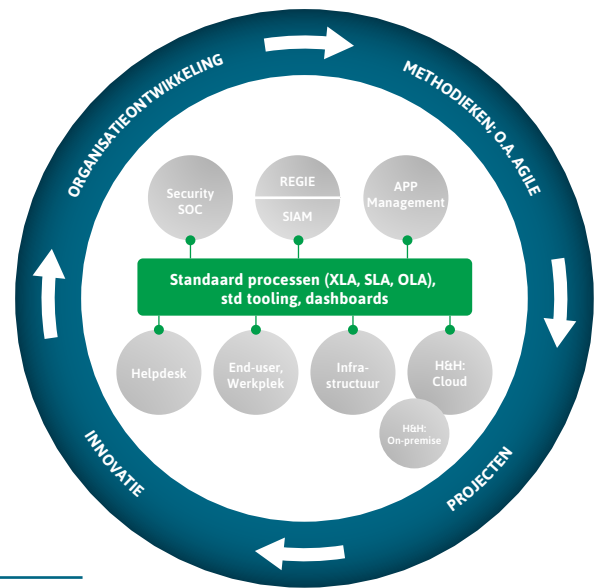 ORGANISATIEONTWIKKELING
METHODIEKEN; O.A. AGILE
Security
SOC
REGIE
SIAM
APP
Management
Standaard processen (XLA, SLA, OLA),
std tooling, dashboards
Helpdesk
End-user,
Werkplek
Infra-
structuur
H&H:
Cloud
H&H:
On-premise
INNOVATIE
PROJECTEN